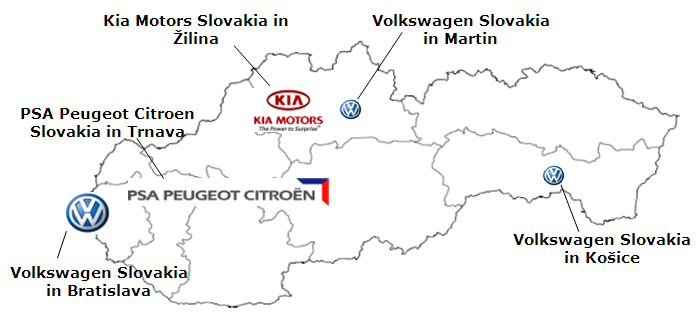 Kia Motors Slovakia in
Žilina
Volkswagen Slovakia
in Martin
KIA
KIA MOTORS
The Power to Surprise™
PSA Peugeot Citroen
Slovakia in Trnava
PSA PEUGEOT CITROËN
Volkswagen Slovakia
in Košice
Volkswagen Slovakia
in Bratislava